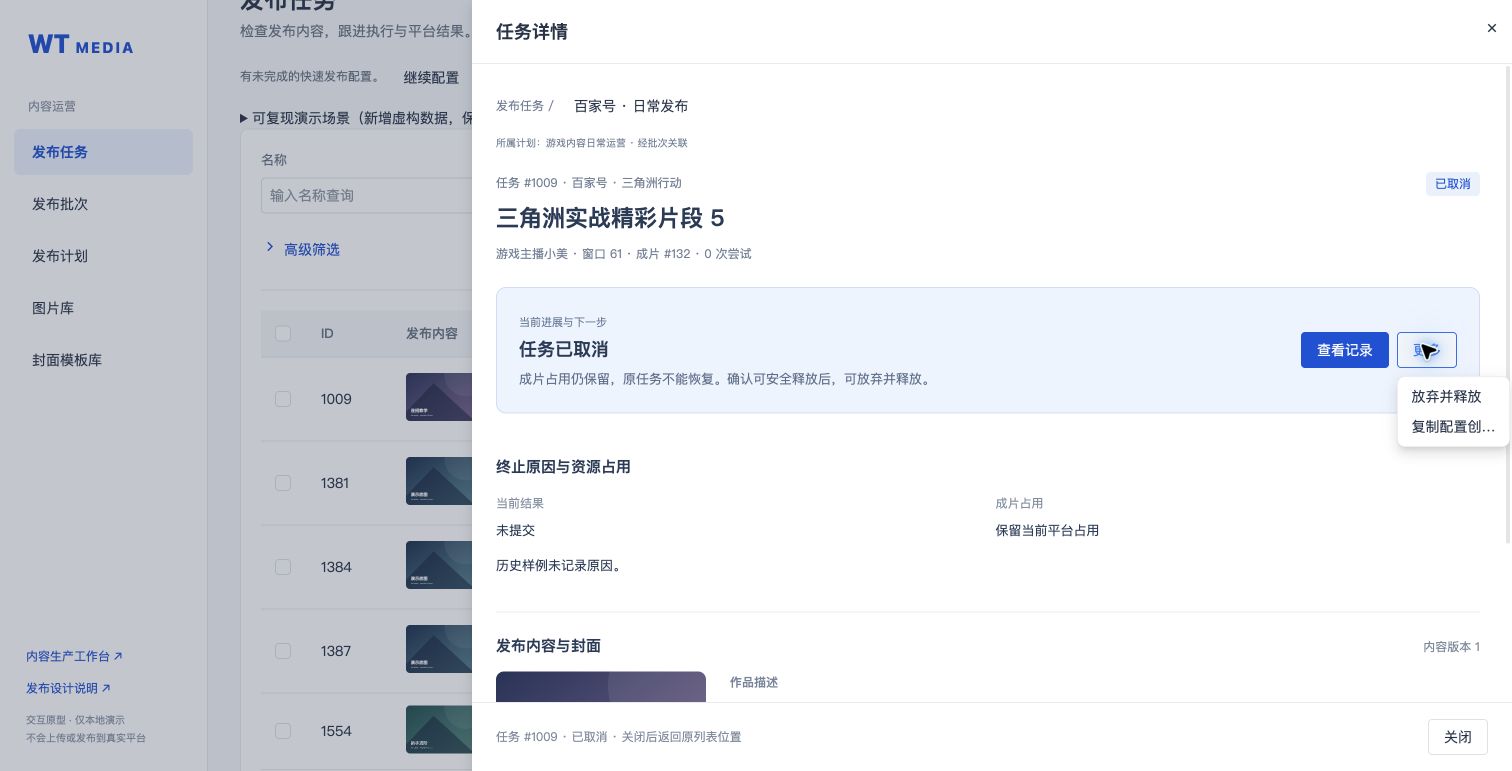 WT MEDIA
内容运营
发布任务
发布批次
发布计划
图片库
封面模板库
内容生产工作台 ↗
发布设计说明 ↗
交互原型 · 仅本地演示
不会上传或发布到真实平台
发布任务
检查发布内容，跟进执行与平台结果。
有未完成的快速发布配置。 继续配置
▶ 可复现演示场景（新增虚构数据，保
名称
输入名称查询
高级筛选
ID 发布内容
1009
1381
1384
1387
1554
任务详情
×
发布任务 / 百家号 · 日常发布
所属计划：游戏内容日常运营 · 经批次关联
任务 #1009 · 百家号 · 三角洲行动
已取消
三角洲实战精彩片段 5
游戏主播小美 · 窗口 61 · 成片 #132 · 0 次尝试
当前进展与下一步
任务已取消
成片占用仍保留，原任务不能恢复。确认可安全释放后，可放弃并释放。
查看记录
放弃并释放
复制配置创...
终止原因与资源占用
当前结果 成片占用
未提交 保留当前平台占用
历史样例未记录原因。
发布内容与封面
内容版本 1
作品描述
任务 #1009 · 已取消 · 关闭后返回原列表位置
关闭